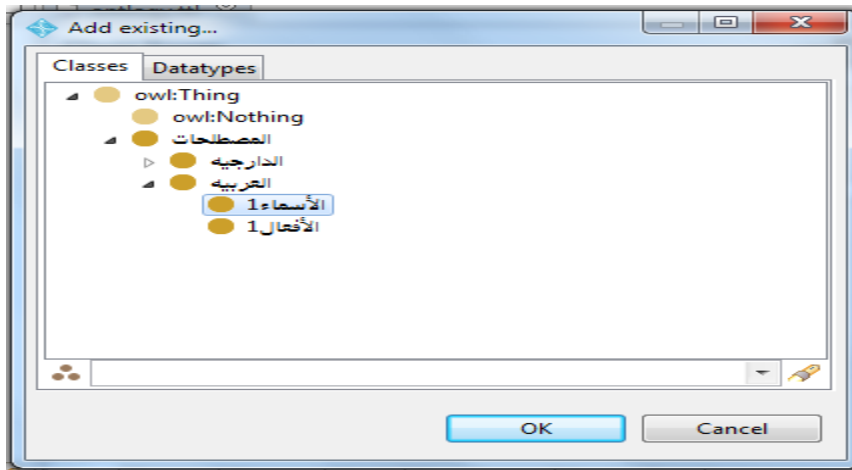 Add existing...
Classes Datatypes
owl:Thing
owl:Nothing
المصطلحات
الدارجيه
العربيه
الأسماء1
الأفعال1
OK Cancel